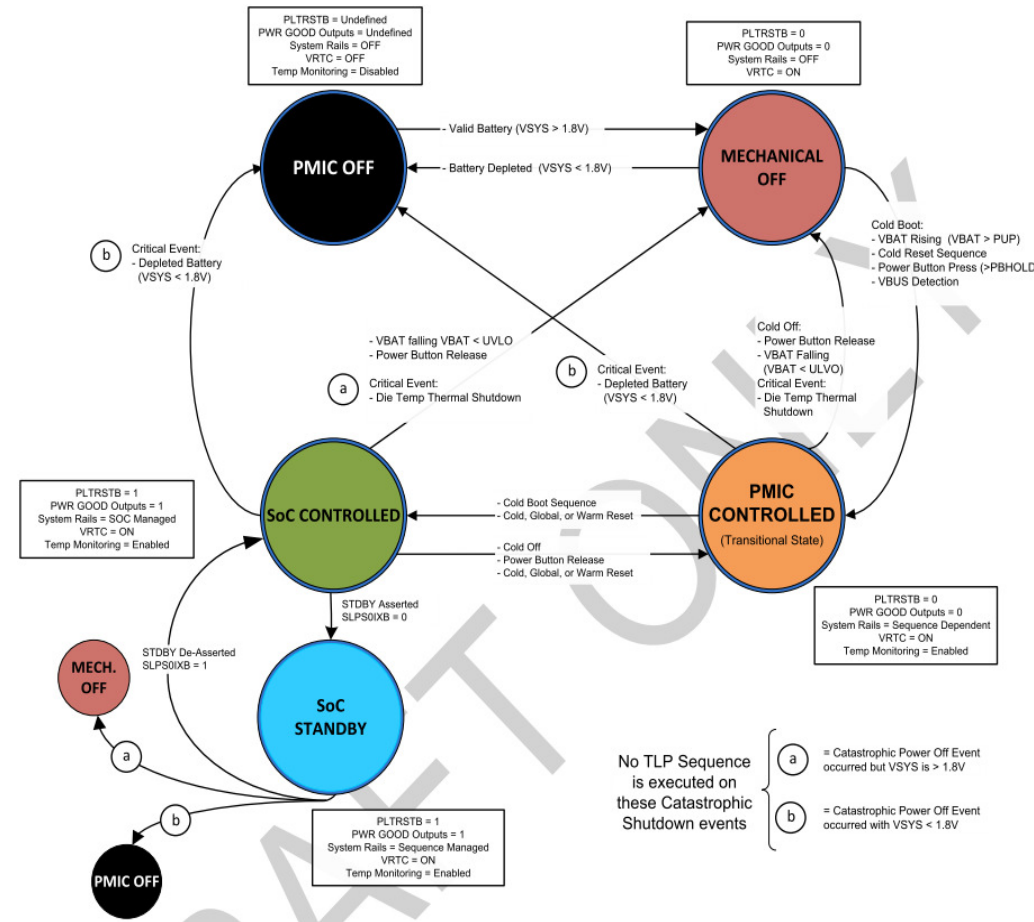 PLTRSTB = Undefined
PWR GOOD Outputs = Undefined
System Rails = OFF
VRTC = OFF
Temp Monitoring = Disabled
PLTRSTB = 0
PWR GOOD Outputs = 0
System Rails = OFF
VRTC = ON
PMIC OFF
- Valid Battery (VSYS > 1.8V)
- Battery Depleted (VSYS < 1.8V)
MECHANICAL
OFF
b
Critical Event:
- Depleted Battery
(VSYS < 1.8V)
Cold Boot:
- VBAT Rising (VBAT > PUP)
- Cold Reset Sequence
- Power Button Press (>PBHOLD
- VBUS Detection
- VBAT falling VBAT < UVLO
- Power Button Release
a
Critical Event:
- Die Temp Thermal Shutdown
b
Critical Event:
- Depleted Battery
(VSYS < 1.8V)
Cold Off:
- Power Button Release
- VBAT Falling
(VBAT < ULVO)
Critical Event:
- Die Temp Thermal
Shutdown
PLTRSTB = 1
PWR GOOD Outputs = 1
System Rails = SOC Managed
VRTC = ON
Temp Monitoring = Enabled
SoC CONTROLLED
- Cold Boot Sequence
- Cold, Global, or Warm Reset
- Cold Off
- Power Button Release
- Cold, Global, or Warm Reset
PMIC
CONTROLLED
(Transitional State)
PLTRSTB = 0
PWR GOOD Outputs = 0
System Rails = Sequence Dependent
VRTC = ON
Temp Monitoring = Enabled
STDBY Asserted
SLPS0IXB = 0
STDBY De-Asserted
SLPS0IXB = 1
MECH.
OFF
SoC
STANDBY
a
b
PMIC OFF
PLTRSTB = 1
PWR GOOD Outputs = 1
System Rails = Sequence Managed
VRTC = ON
Temp Monitoring = Enabled
No TLP Sequence
is executed on
these Catastrophic
Shutdown events
a
= Catastrophic Power Off Event
occurred but VSYS is > 1.8V
b
= Catastrophic Power Off Event
occurred with VSYS < 1.8V
DRAFT ONLY